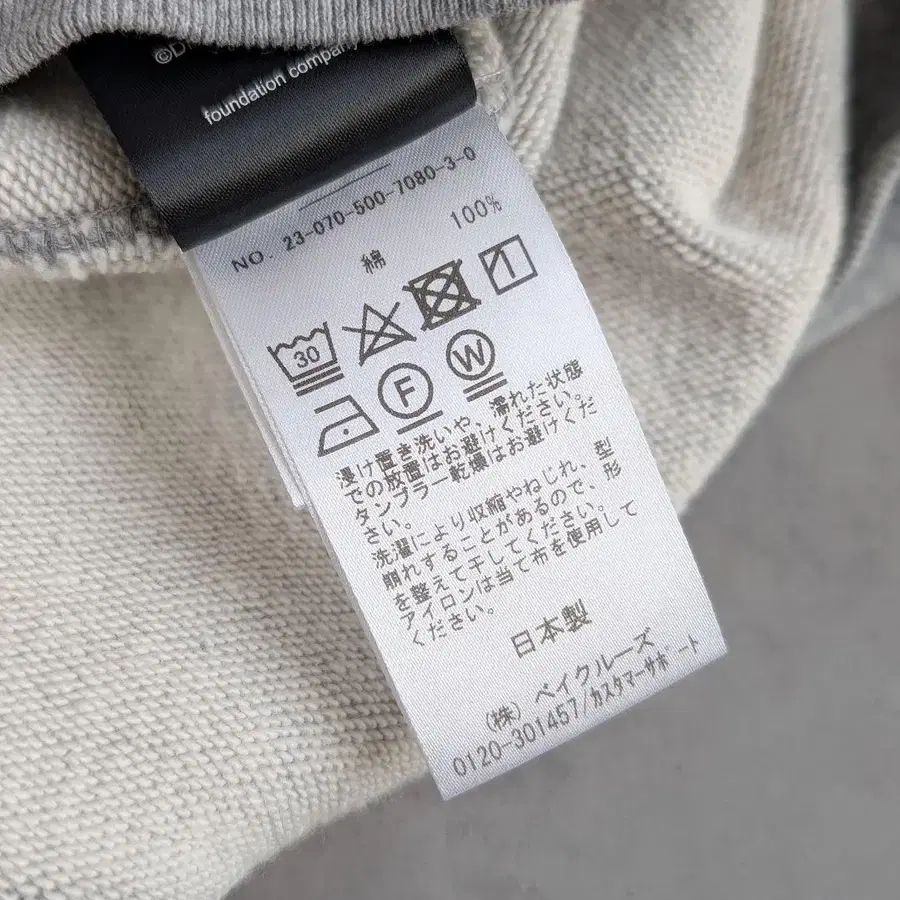 foundation company
NO. 23-070-500-7080-3-0
綿 100%
30
F
W
浸け置き洗いや、濡れた状態
での放置はお避けください。
タンブラー乾燥はお避けくだ
さい。
洗濯により収縮やねじれ、型
崩れすることがあるので、形
を整えて干してください。
アイロンは当て布を使用して
ください。
日本製
(株) ベイクルーズ
0120-301457/カスタマーサポート